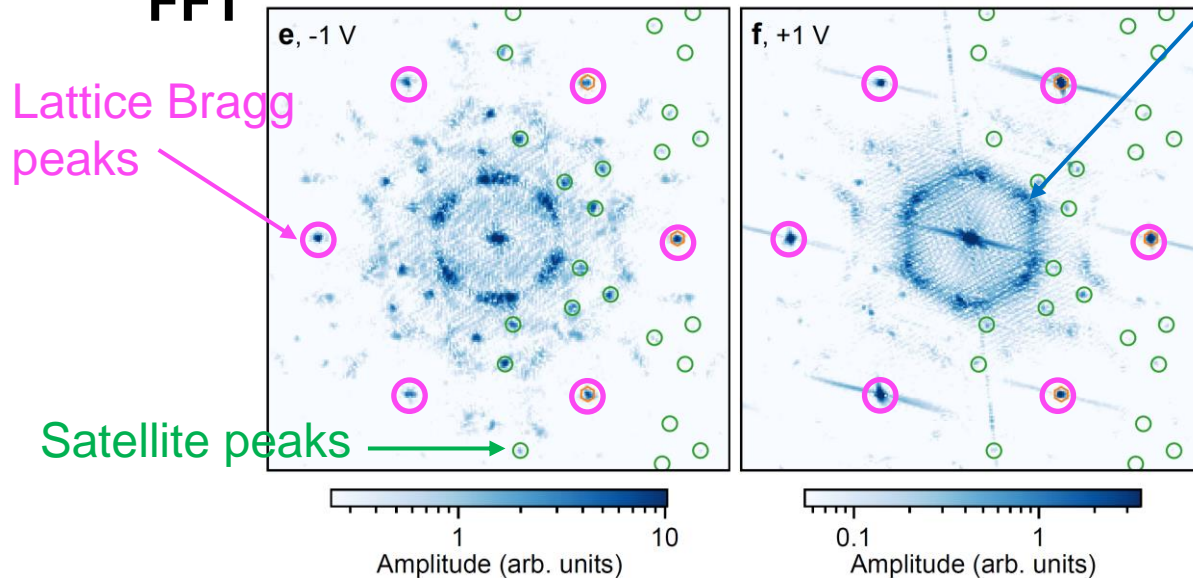 FFT
e, -1 V
f, +1 V
Lattice Bragg
peaks
Satellite peaks
1
10
Amplitude (arb. units)
0.1
1
Amplitude (arb. units)